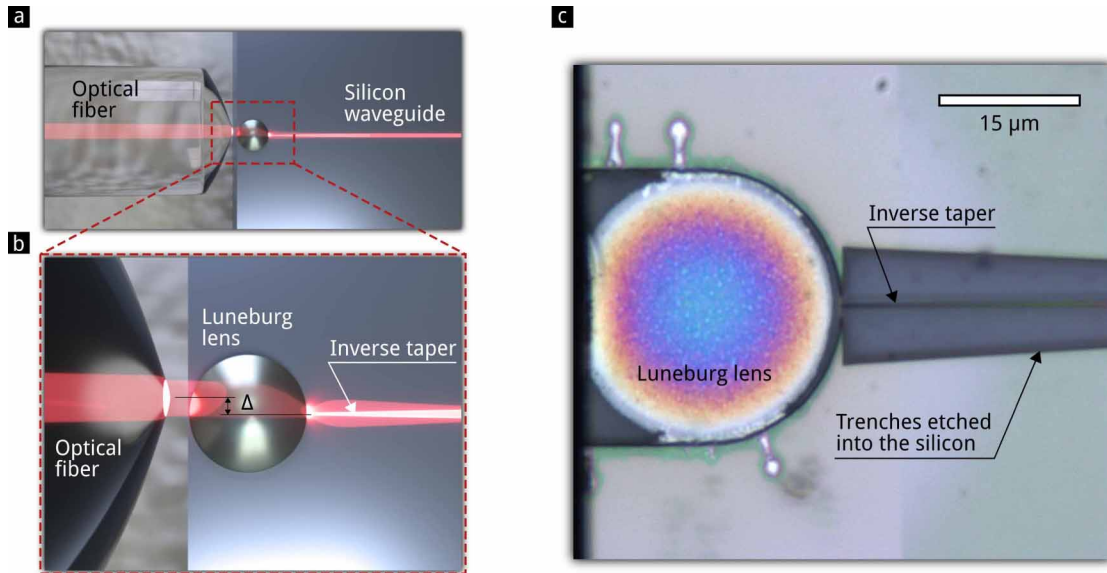 a
Optical
fiber
Silicon
waveguide
b
Luneburg
lens
Inverse taper
Δ
Optical
fiber
c
15 μm
Inverse taper
Luneburg lens
Trenches etched
into the silicon